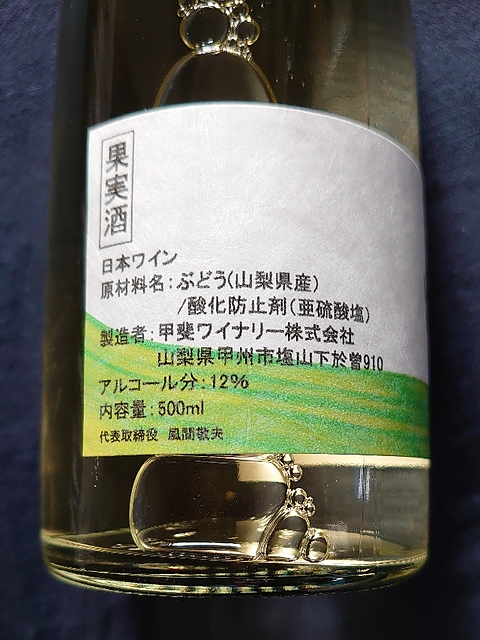 果実酒
日本ワイン
原材料名:ぶどう(山梨県産)
/酸化防止剤(亜硫酸塩)
製造者:甲斐ワイナリー株式会社
山梨県甲州市塩山下於曽910
アルコール分:12%
内容量:500ml
代表取締役 風間敬夫